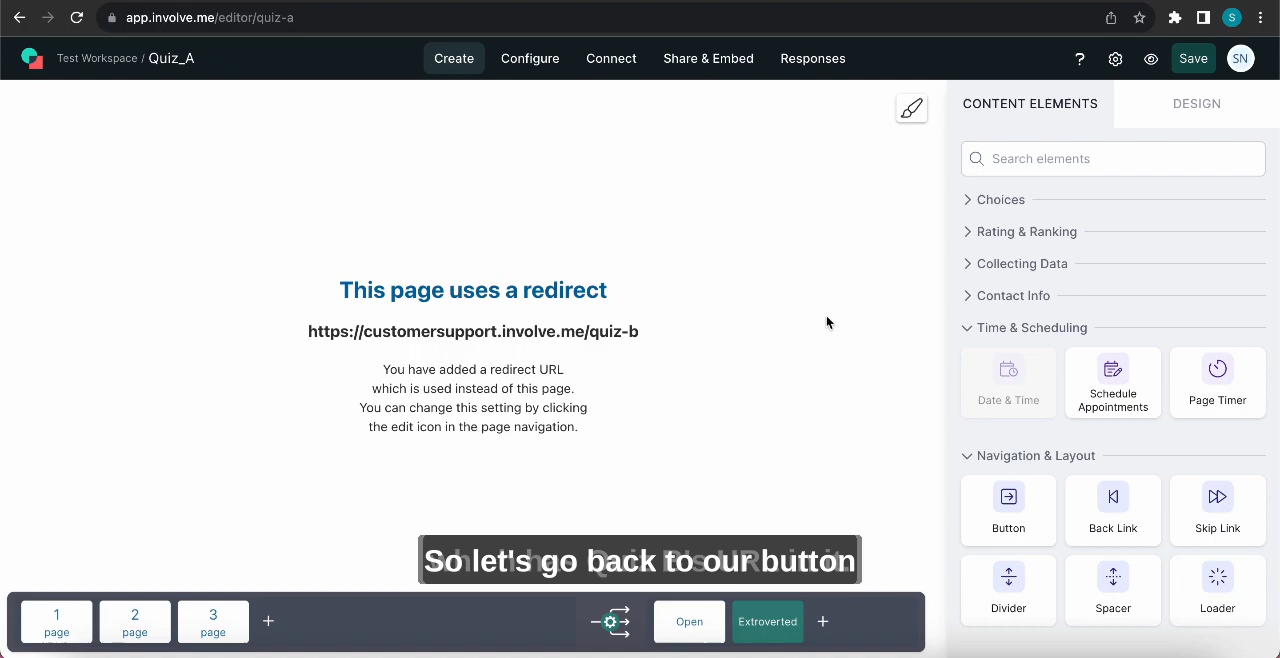 app.involve.me/editor/quiz-a
S
Test Workspace / Quiz_A
Create
Configure
Connect
Share & Embed
Responses
?
Save
SN
CONTENT ELEMENTS
DESIGN
Search elements
Choices
Rating & Ranking
Collecting Data
Contact Info
Time & Scheduling
Date & Time
Schedule
Appointments
Page Timer
Navigation & Layout
Button
Back Link
Skip Link
Divider
Spacer
Loader
This page uses a redirect
https://customersupport.involve.me/quiz-b
You have added a redirect URL
which is used instead of this page.
You can change this setting by clicking
the edit icon in the page navigation.
So let's go back to our button
1
page
2
page
3
page
+
Open
Extroverted
+